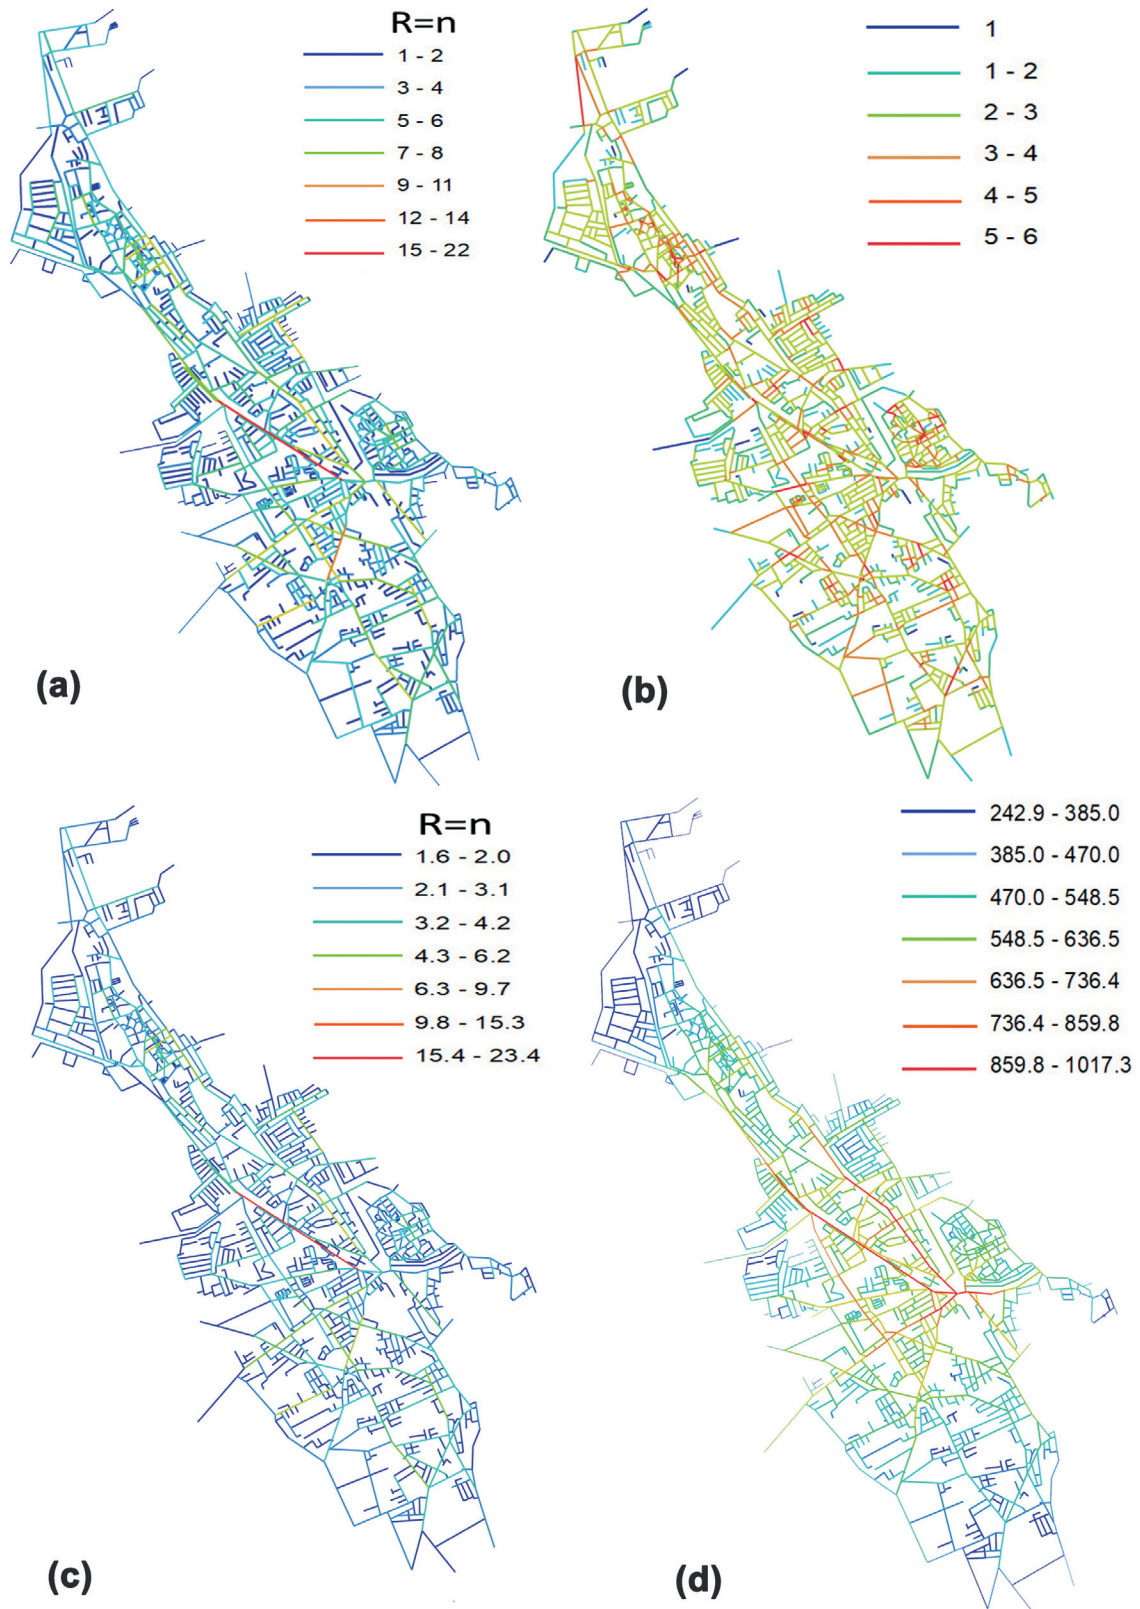 R=n
1 - 2
3 - 4
5 - 6
7 - 8
9 - 11
12 - 14
15 - 22
(a)
1
1 - 2
2 - 3
3 - 4
4 - 5
5 - 6
(b)
R=n
1.6 - 2.0
2.1 - 3.1
3.2 - 4.2
4.3 - 6.2
6.3 - 9.7
9.8 - 15.3
15.4 - 23.4
(c)
242.9 - 385.0
385.0 - 470.0
470.0 - 548.5
548.5 - 636.5
636.5 - 736.4
736.4 - 859.8
859.8 - 1017.3
(d)